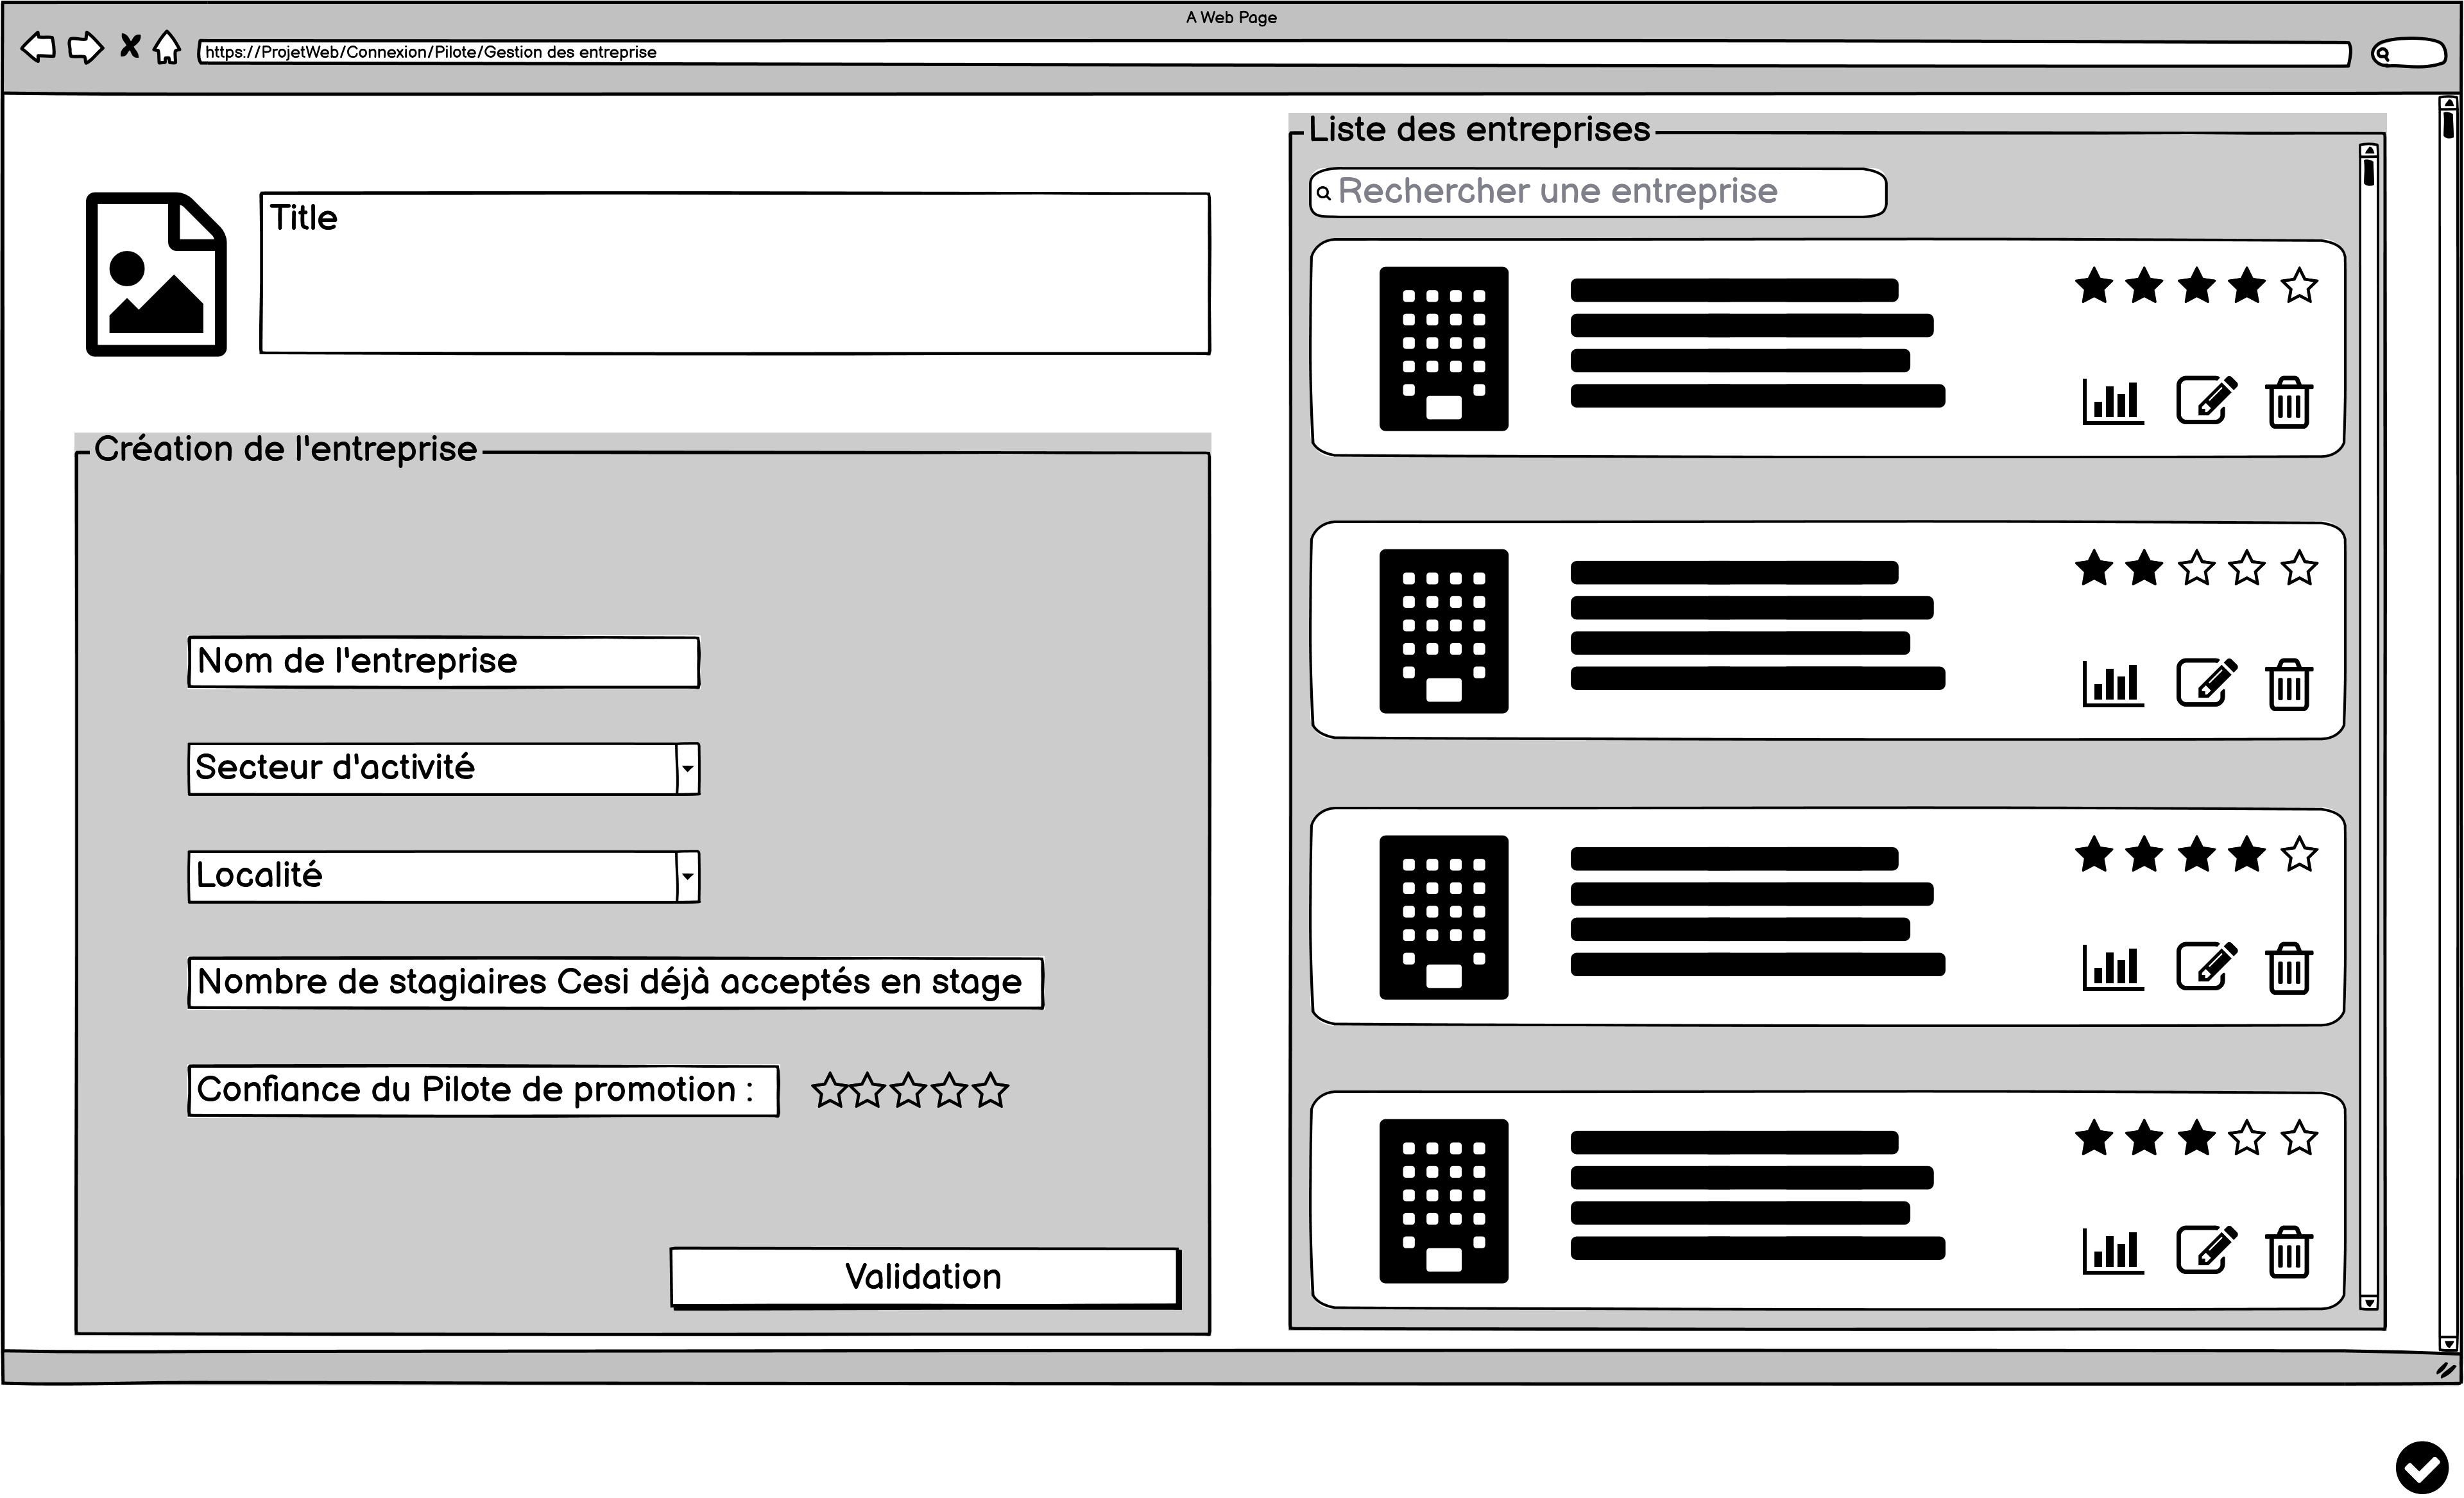 A Web Page
https://ProjetWeb/Connexion/Pilote/Gestion des entreprise
Title
Création de l'entreprise
Nom de l'entreprise
Secteur d'activité
Localité
Nombre de stagiaires Cesi déjà acceptés en stage
Confiance du Pilote de promotion :
Validation
Liste des entreprises
Rechercher une entreprise